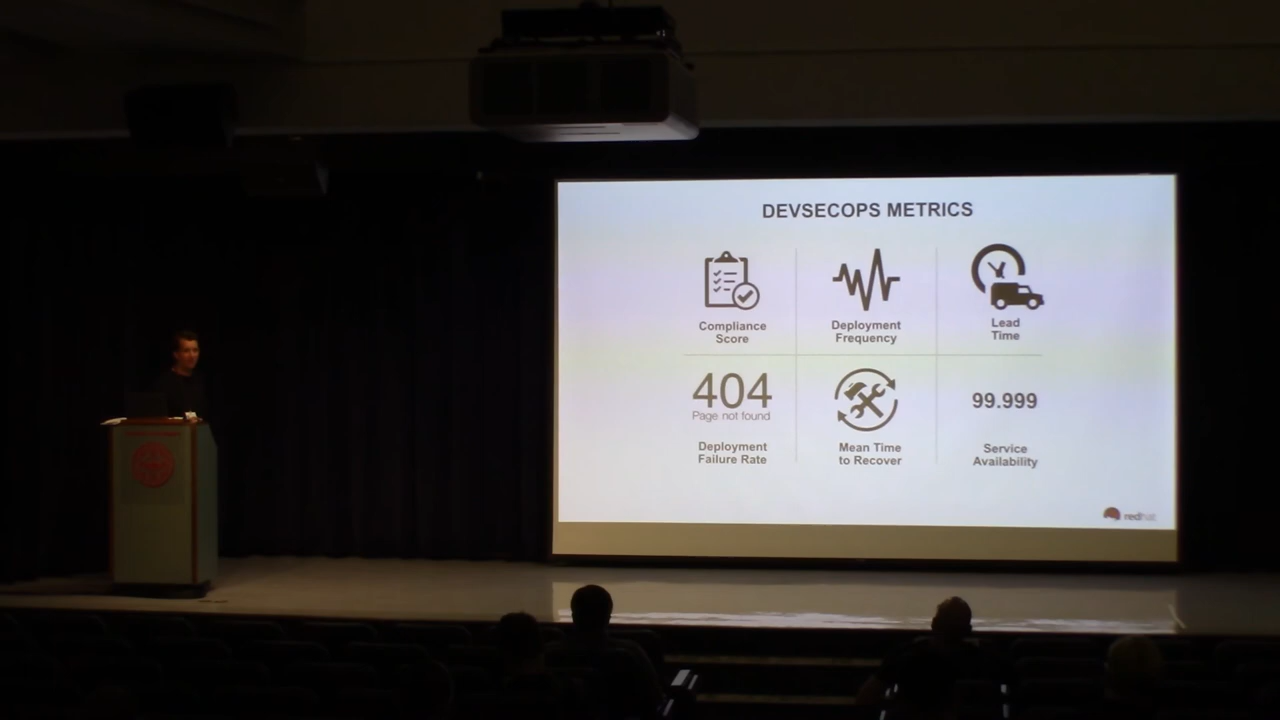 DEVSECOPS METRICS
Compliance
Score
Deployment
Frequency
Lead
Time
404
Page not found
Deployment
Failure Rate
Mean Time
to Recover
99.999
Service
Availability
redhat